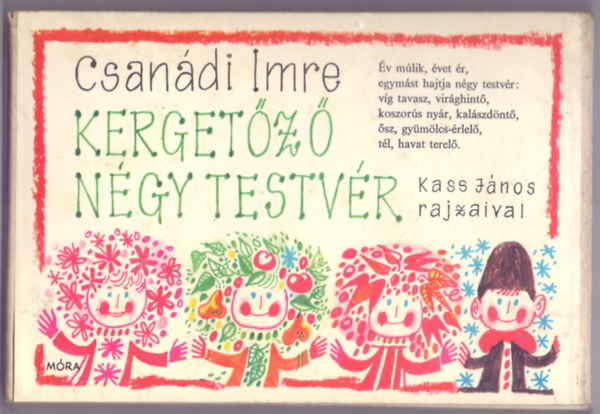 Csanádi Imre
KERGETŐZŐ
NÉGY TESTVÉR
Év múlik, évet ér,
egymást hajtja négy testvér:
víg tavasz, virághintő,
koszorús nyár, kalászdöntő,
ősz, gyümölcs-érlelő,
tél, havat terelő.
Kass János
rajzaival
MÓRA